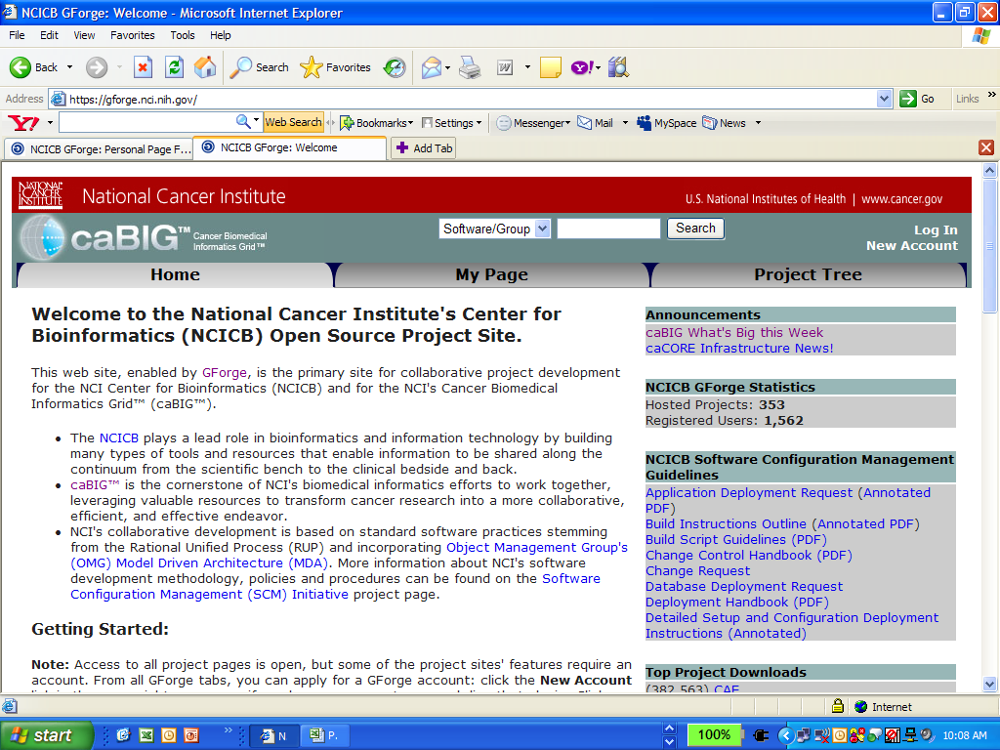 NCICB GForge: Welcome - Microsoft Internet Explorer
File Edit View Favorites Tools Help
Back Search Favorites
Address https://gforge.nci.nih.gov/ Go Links »
Y! Web Search Bookmarks Settings Messenger Mail MySpace News
NCICB GForge: Personal Page F... NCICB GForge: Welcome Add Tab
NATIONAL CANCER INSTITUTE National Cancer Institute U.S. National Institutes of Health | www.cancer.gov
caBIG™ Cancer Biomedical Informatics Grid™ Software/Group Search Log In
New Account
Home My Page Project Tree
Welcome to the National Cancer Institute's Center for
Bioinformatics (NCICB) Open Source Project Site.
This web site, enabled by GForge, is the primary site for collaborative project development
for the NCI Center for Bioinformatics (NCICB) and for the NCI's Cancer Biomedical
Informatics Grid™ (caBIG™).
• The NCICB plays a lead role in bioinformatics and information technology by building
many types of tools and resources that enable information to be shared along the
continuum from the scientific bench to the clinical bedside and back.
• caBIG™ is the cornerstone of NCI's biomedical informatics efforts to work together,
leveraging valuable resources to transform cancer research into a more collaborative,
efficient, and effective endeavor.
• NCI's collaborative development is based on standard software practices stemming
from the Rational Unified Process (RUP) and incorporating Object Management Group's
(OMG) Model Driven Architecture (MDA). More information about NCI's software
development methodology, policies and procedures can be found on the Software
Configuration Management (SCM) Initiative project page.
Getting Started:
Note: Access to all project pages is open, but some of the project sites' features require an
account. From all GForge tabs, you can apply for a GForge account: click the New Account
Announcements
caBIG What's Big this Week
caCORE Infrastructure News!
NCICB GForge Statistics
Hosted Projects: 353
Registered Users: 1,562
NCICB Software Configuration Management
Guidelines
Application Deployment Request (Annotated
PDF)
Build Instructions Outline (Annotated PDF)
Build Script Guidelines (PDF)
Change Control Handbook (PDF)
Change Request
Database Deployment Request
Deployment Handbook (PDF)
Detailed Setup and Configuration Deployment
Instructions (Annotated)
Top Project Downloads
(382,563) CAE
Internet
start » N P. 100% 10:08 AM